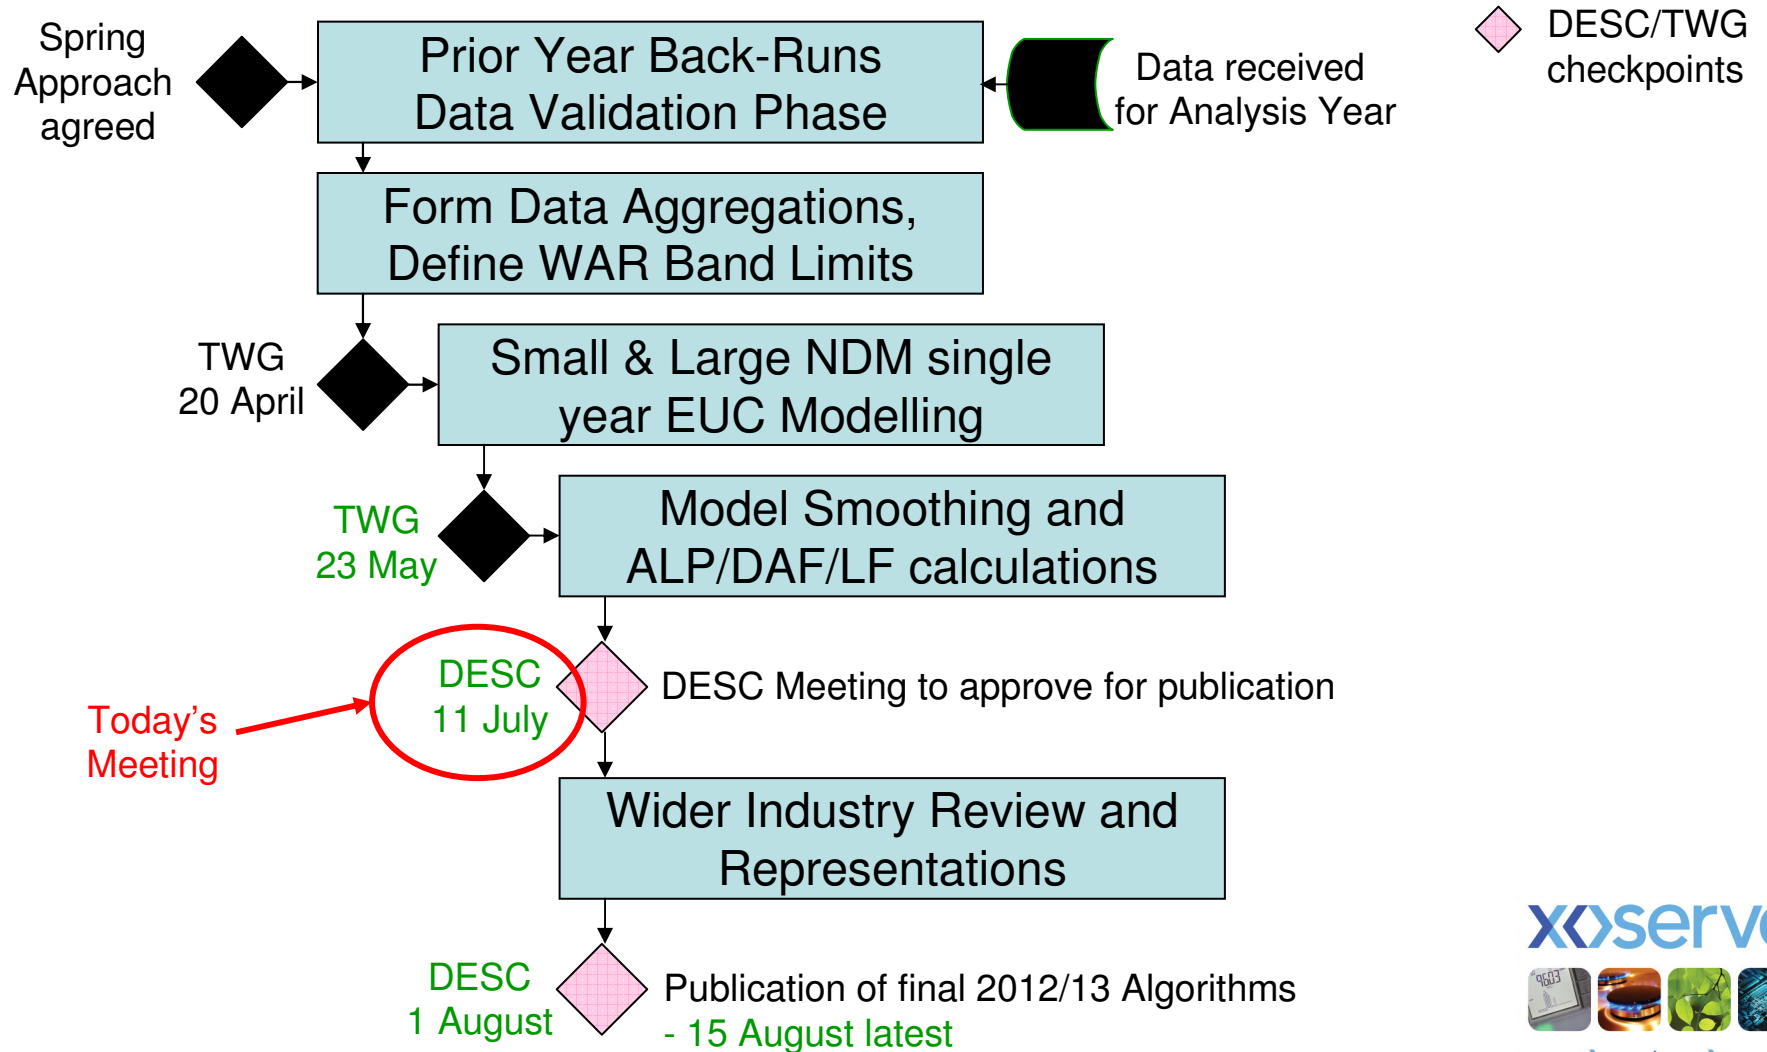 Spring
Approach
agreed
Prior Year Back-Runs
Data Validation Phase
Data received
for Analysis Year
DESC/TWG
checkpoints
Form Data Aggregations,
Define WAR Band Limits
TWG
20 April
Small & Large NDM single
year EUC Modelling
TWG
23 May
Model Smoothing and
ALP/DAF/LF calculations
Today's
Meeting
DESC
11 July
DESC Meeting to approve for publication
Wider Industry Review and
Representations
DESC
1 August
Publication of final 2012/13 Algorithms
- 15 August latest
xoserve